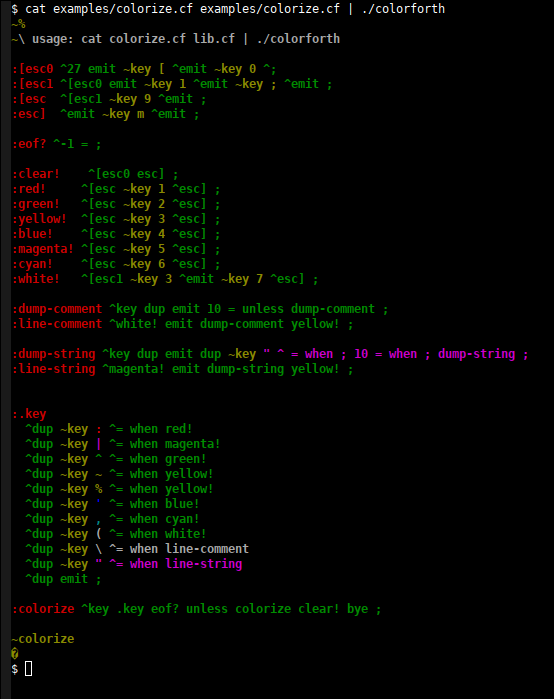 $ cat examples/colorize.cf examples/colorize.cf | ./colorforth
~%
~\ usage: cat colorize.cf lib.cf | ./colorforth
:[esc0 ^27 emit ~key [ ^emit ~key 0 ^;
:[esc1 ^[esc0 emit ~key 1 ^emit ~key ; ^emit ;
:[esc  ^[esc1 ~key 9 ^emit ;
:esc]  ^emit ~key m ^emit ;
:eof? ^-1 = ;
:clear!    ^[esc0 esc] ;
:red!     ^[esc ~key 1 ^esc] ;
:green!   ^[esc ~key 2 ^esc] ;
:yellow!  ^[esc ~key 3 ^esc] ;
:blue!    ^[esc ~key 4 ^esc] ;
:magenta! ^[esc ~key 5 ^esc] ;
:cyan!    ^[esc ~key 6 ^esc] ;
:white!   ^[esc1 ~key 3 ^emit ~key 7 ^esc] ;
:dump-comment ^key dup emit 10 = unless dump-comment ;
:line-comment ^white! emit dump-comment yellow! ;
:dump-string ^key dup emit dup ~key " ^ = when ; 10 = when ; dump-string ;
:line-string ^magenta! emit dump-string yellow! ;
:.key
  ^dup ~key : ^= when red!
  ^dup ~key | ^= when magenta!
  ^dup ~key ^ ^= when green!
  ^dup ~key ~ ^= when yellow!
  ^dup ~key % ^= when yellow!
  ^dup ~key ` ^= when blue!
  ^dup ~key , ^= when cyan!
  ^dup ~key ( ^= when white!
  ^dup ~key \ ^= when line-comment
  ^dup ~key " ^= when line-string
  ^dup emit ;
:colorize ^key .key eof? unless colorize clear! bye ;
~colorize
�
$